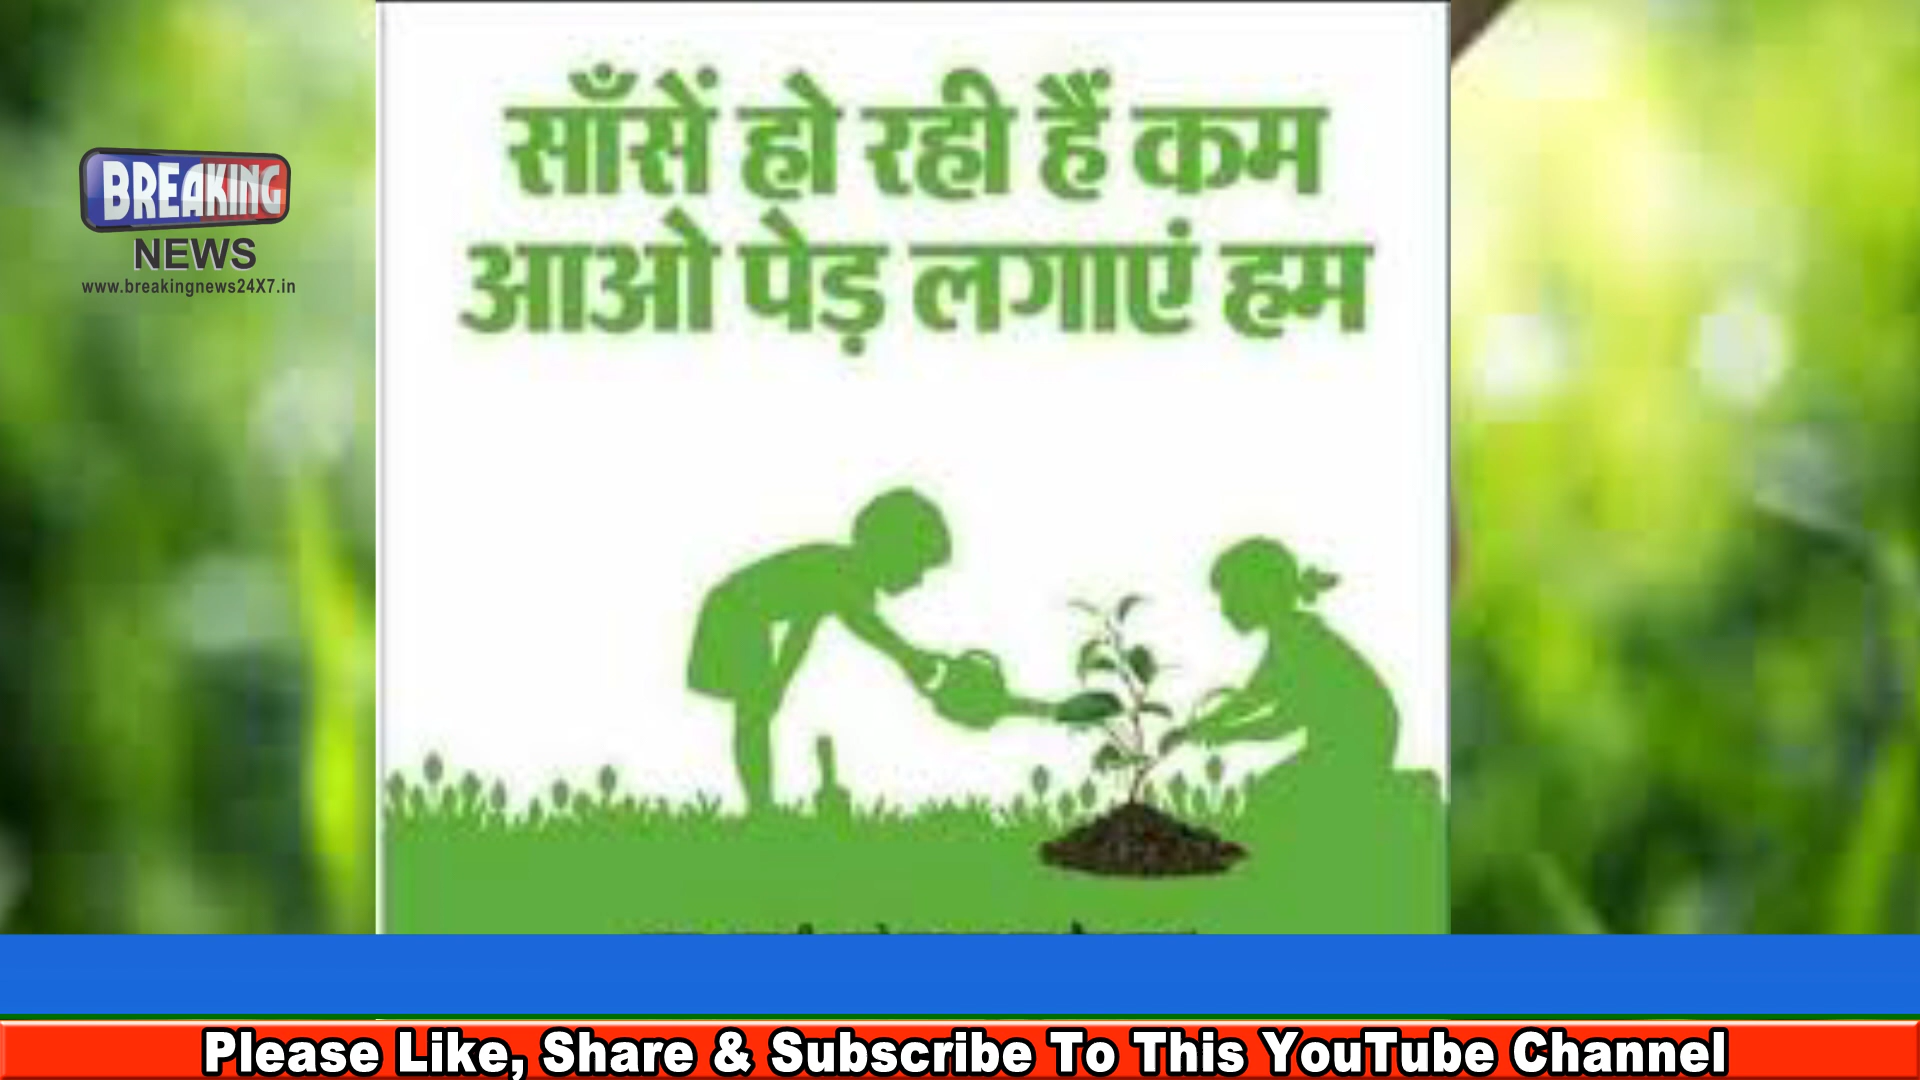 साँसें हो रही हैं कम
आओ पेड़ लगाएं हम
BREAKING
NEWS
www.breakingnews24X7.in
Please Like, Share & Subscribe To This YouTube Channel